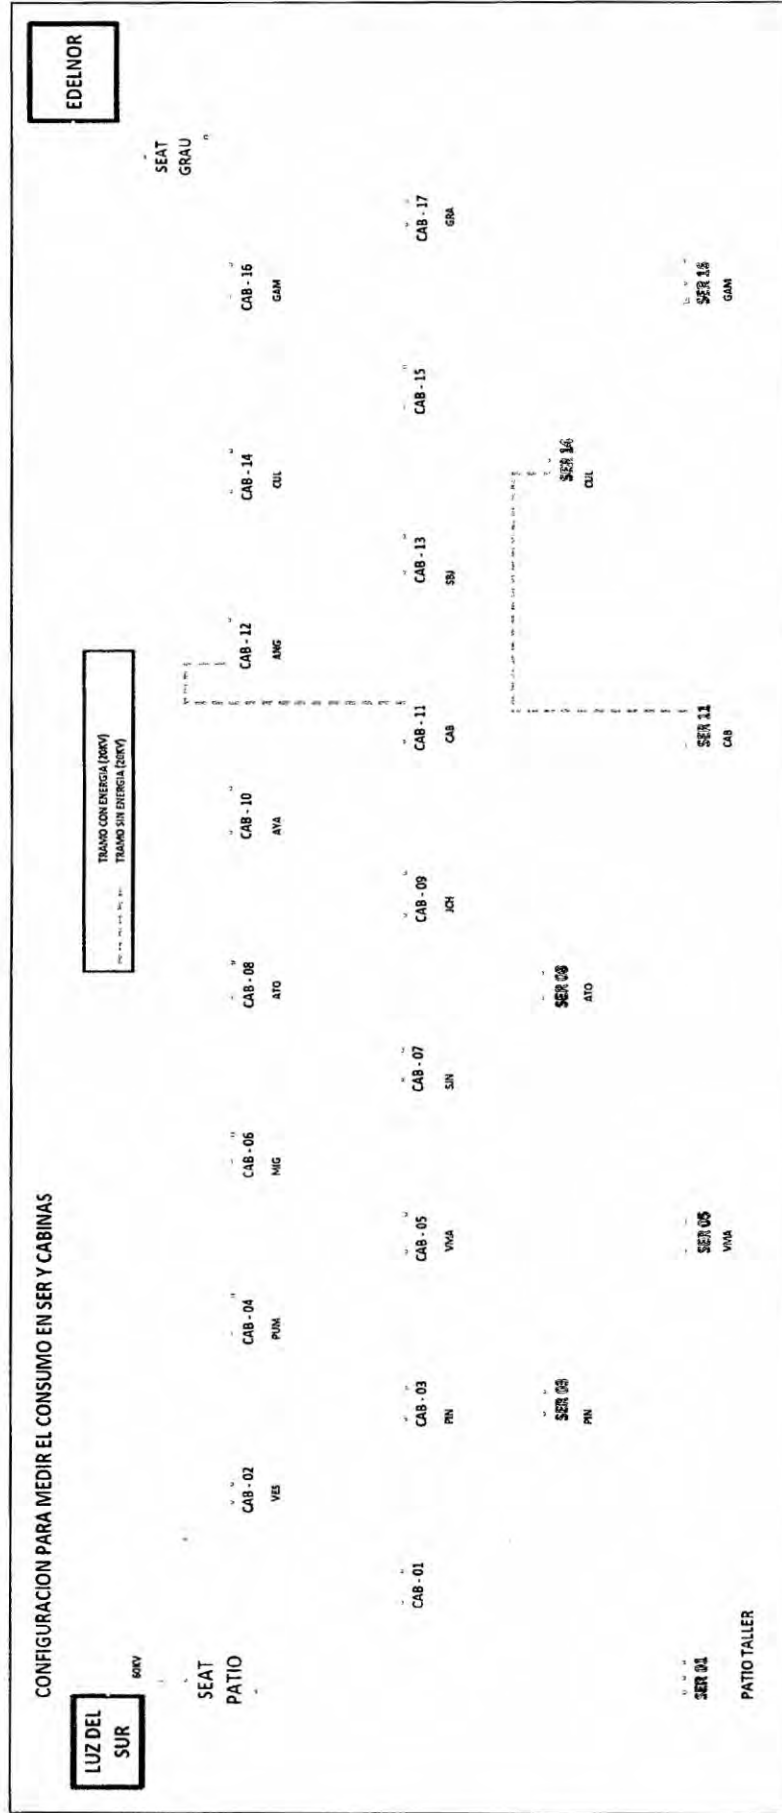 CONFIGURACION PARA MEDIR EL CONSUMO EN SER Y CABINAS
LUZ DEL
SUR
60KV
SEAT
PATIO
TRAMO CON ENERGIA (20KV)
TRAMO SIN ENERGIA (20KV)
EDELNOR
SEAT
GRAU
CAB - 02
VES
CAB - 04
PUM
CAB - 06
MIG
CAB - 08
ATO
CAB - 10
AYA
CAB - 12
ANG
CAB - 14
CUL
CAB - 16
GAM
CAB - 01
CAB - 03
PIN
CAB - 05
VMA
CAB - 07
SJN
CAB - 09
JCH
CAB - 11
CAB
CAB - 13
SBJ
CAB - 15
CAB - 17
GRA
SER 03
PIN
SER 08
ATO
SER 16
CUL
SER 01
PATIO TALLER
SER 05
VMA
SER 11
CAB
SER 18
GAM